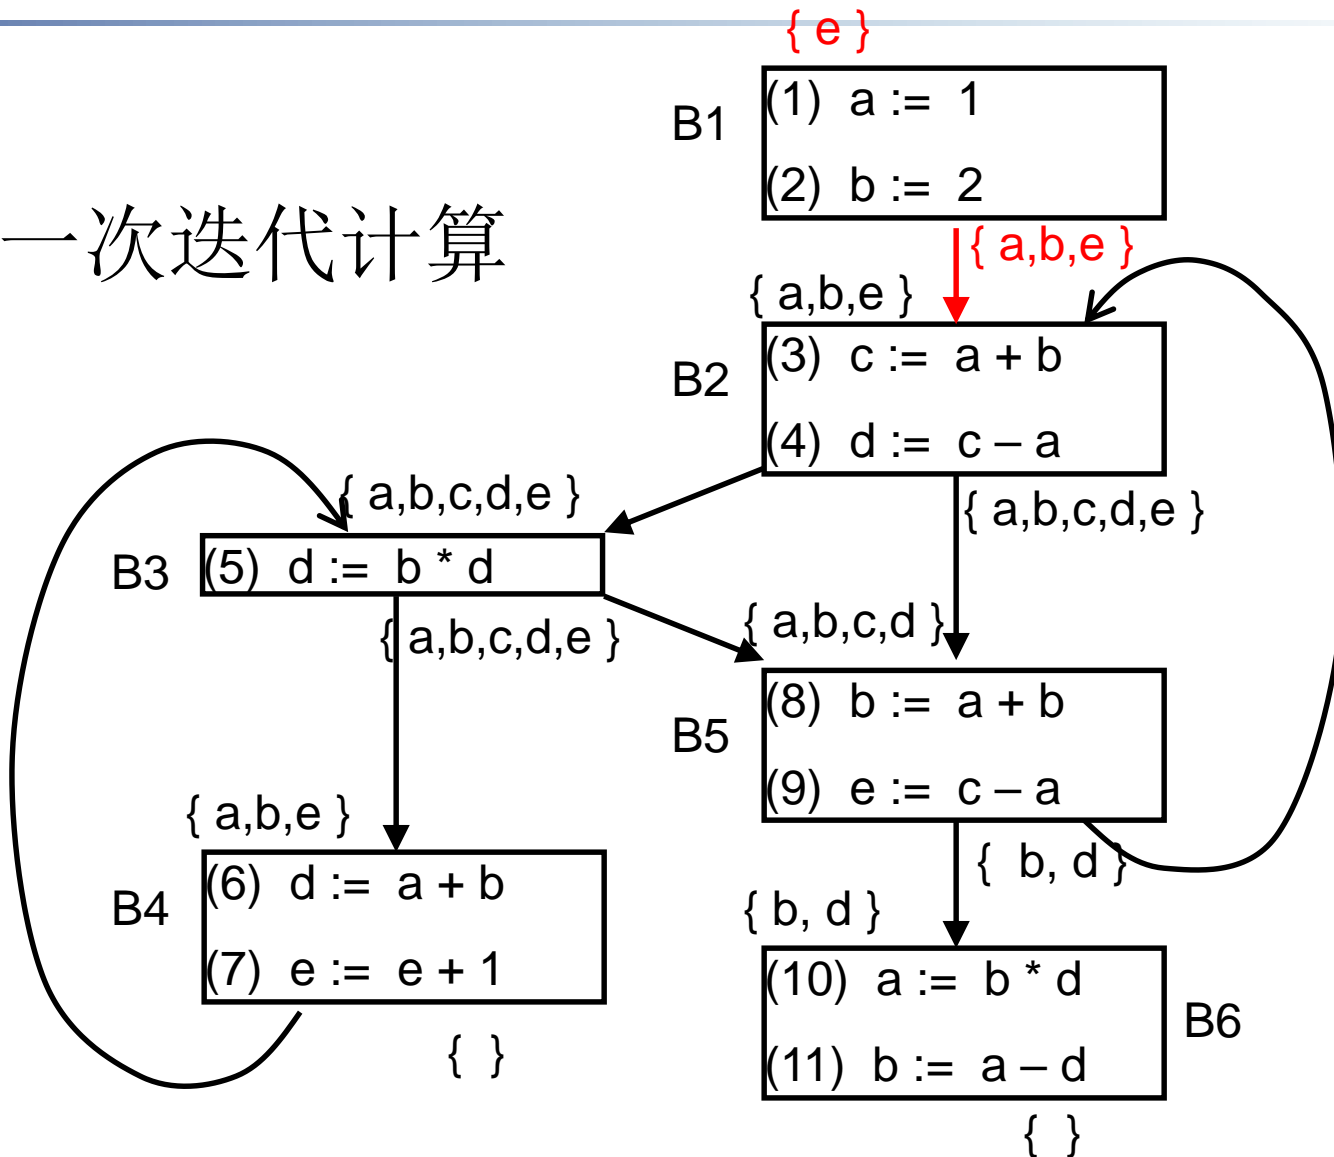 { e }
B1
(1) a := 1
(2) b := 2
一次迭代计算
{ a,b,e }
{ a,b,e }
B2
(3) c := a + b
(4) d := c – a
{ a,b,c,d,e }
{ a,b,c,d,e }
B3
(5) d := b * d
{ a,b,c,d,e }
{ a,b,c,d }
B5
(8) b := a + b
(9) e := c – a
{ a,b,e }
B4
(6) d := a + b
(7) e := e + 1
{ }
{ b, d }
{ b, d }
(10) a := b * d
(11) b := a – d
B6
{ }